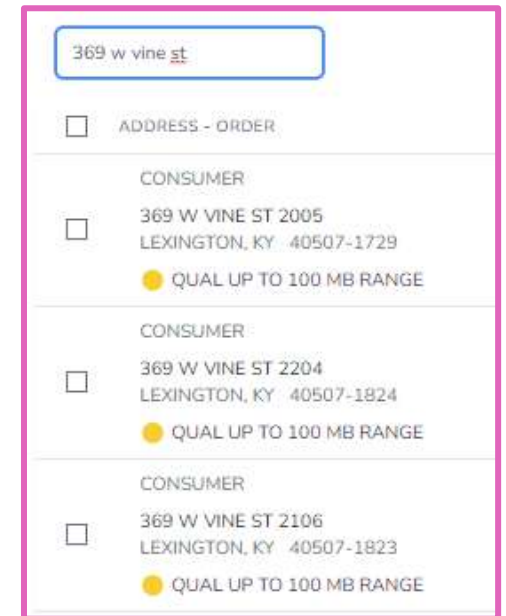 369 w vine st
ADDRESS - ORDER
CONSUMER
369 W VINE ST 2005
LEXINGTON, KY 40507-1729
QUAL UP TO 100 MB RANGE
CONSUMER
369 W VINE ST 2204
LEXINGTON, KY 40507-1824
QUAL UP TO 100 MB RANGE
CONSUMER
369 W VINE ST 2106
LEXINGTON, KY 40507-1823
QUAL UP TO 100 MB RANGE